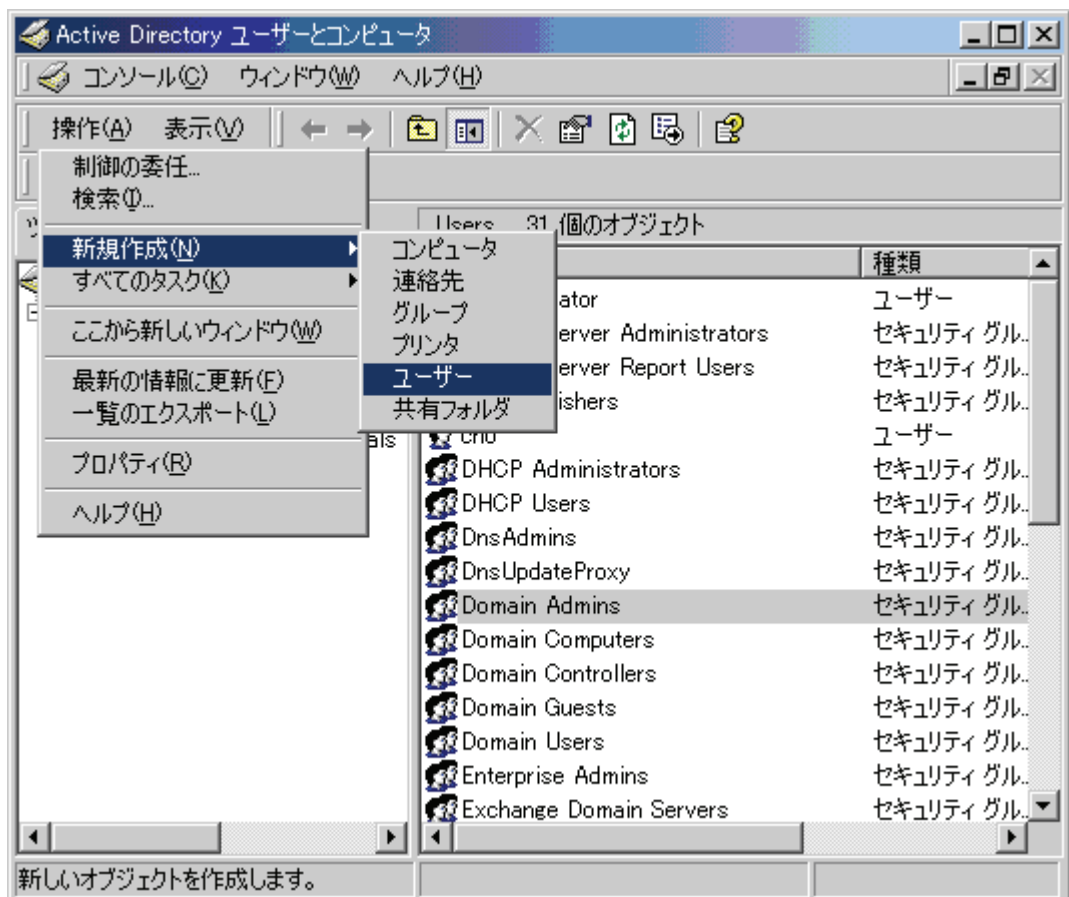 Active Directory ユーザーとコンピュータ
コンソール(C) ウィンドウ(W) ヘルプ(H)
操作(A) 表示(V)
制御の委任...
検索(I)...
新規作成(N)
すべてのタスク(K)
ここから新しいウィンドウ(W)
最新の情報に更新(F)
一覧のエクスポート(L)
プロパティ(R)
ヘルプ(H)
コンピュータ
連絡先
グループ
プリンタ
ユーザー
共有フォルダ
Users 31 個のオブジェクト
種類
ator ユーザー
erver Administrators セキュリティ グル...
erver Report Users セキュリティ グル...
ishers セキュリティ グル...
ユーザー
als
DHCP Administrators セキュリティ グル...
DHCP Users セキュリティ グル...
DnsAdmins セキュリティ グル...
DnsUpdateProxy セキュリティ グル...
Domain Admins セキュリティ グル...
Domain Computers セキュリティ グル...
Domain Controllers セキュリティ グル...
Domain Guests セキュリティ グル...
Domain Users セキュリティ グル...
Enterprise Admins セキュリティ グル...
Exchange Domain Servers セキュリティ グル...
新しいオブジェクトを作成します。